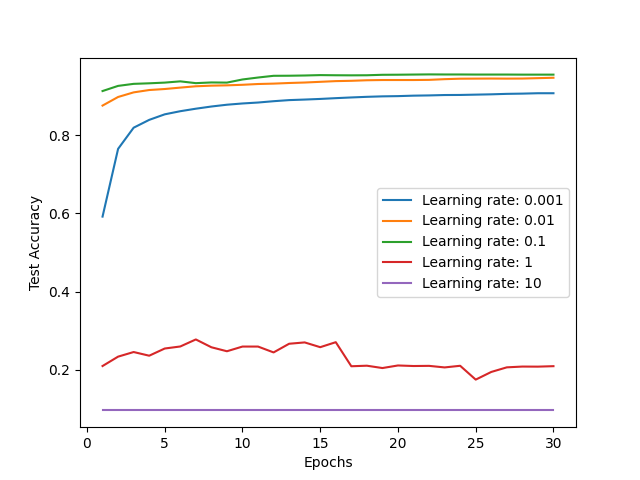 0.8
0.6
0.4
0.2
Test Accuracy
Learning rate: 0.001
Learning rate: 0.01
Learning rate: 0.1
Learning rate: 1
Learning rate: 10
0 5 10 15 20 25 30
Epochs